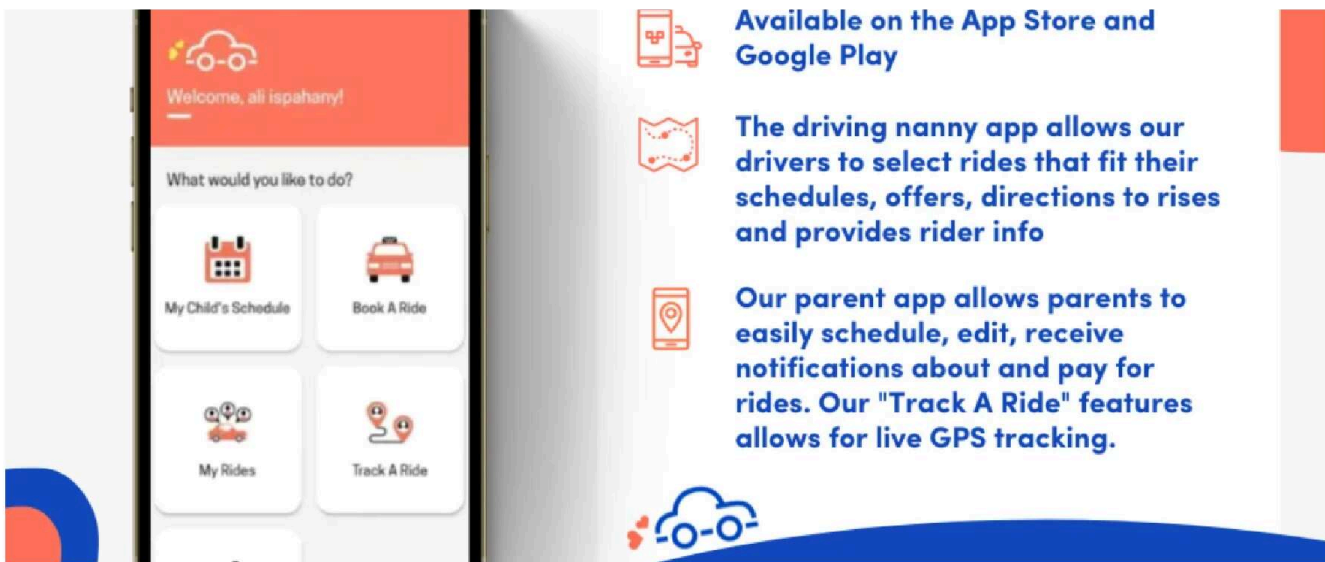 Welcome, ali ispahany!
What would you like to do?
My Child's Schedule
Book A Ride
My Rides
Track A Ride
Available on the App Store and
Google Play
The driving nanny app allows our
drivers to select rides that fit their
schedules, offers, directions to rises
and provides rider info
Our parent app allows parents to
easily schedule, edit, receive
notifications about and pay for
rides. Our "Track A Ride" features
allows for live GPS tracking.